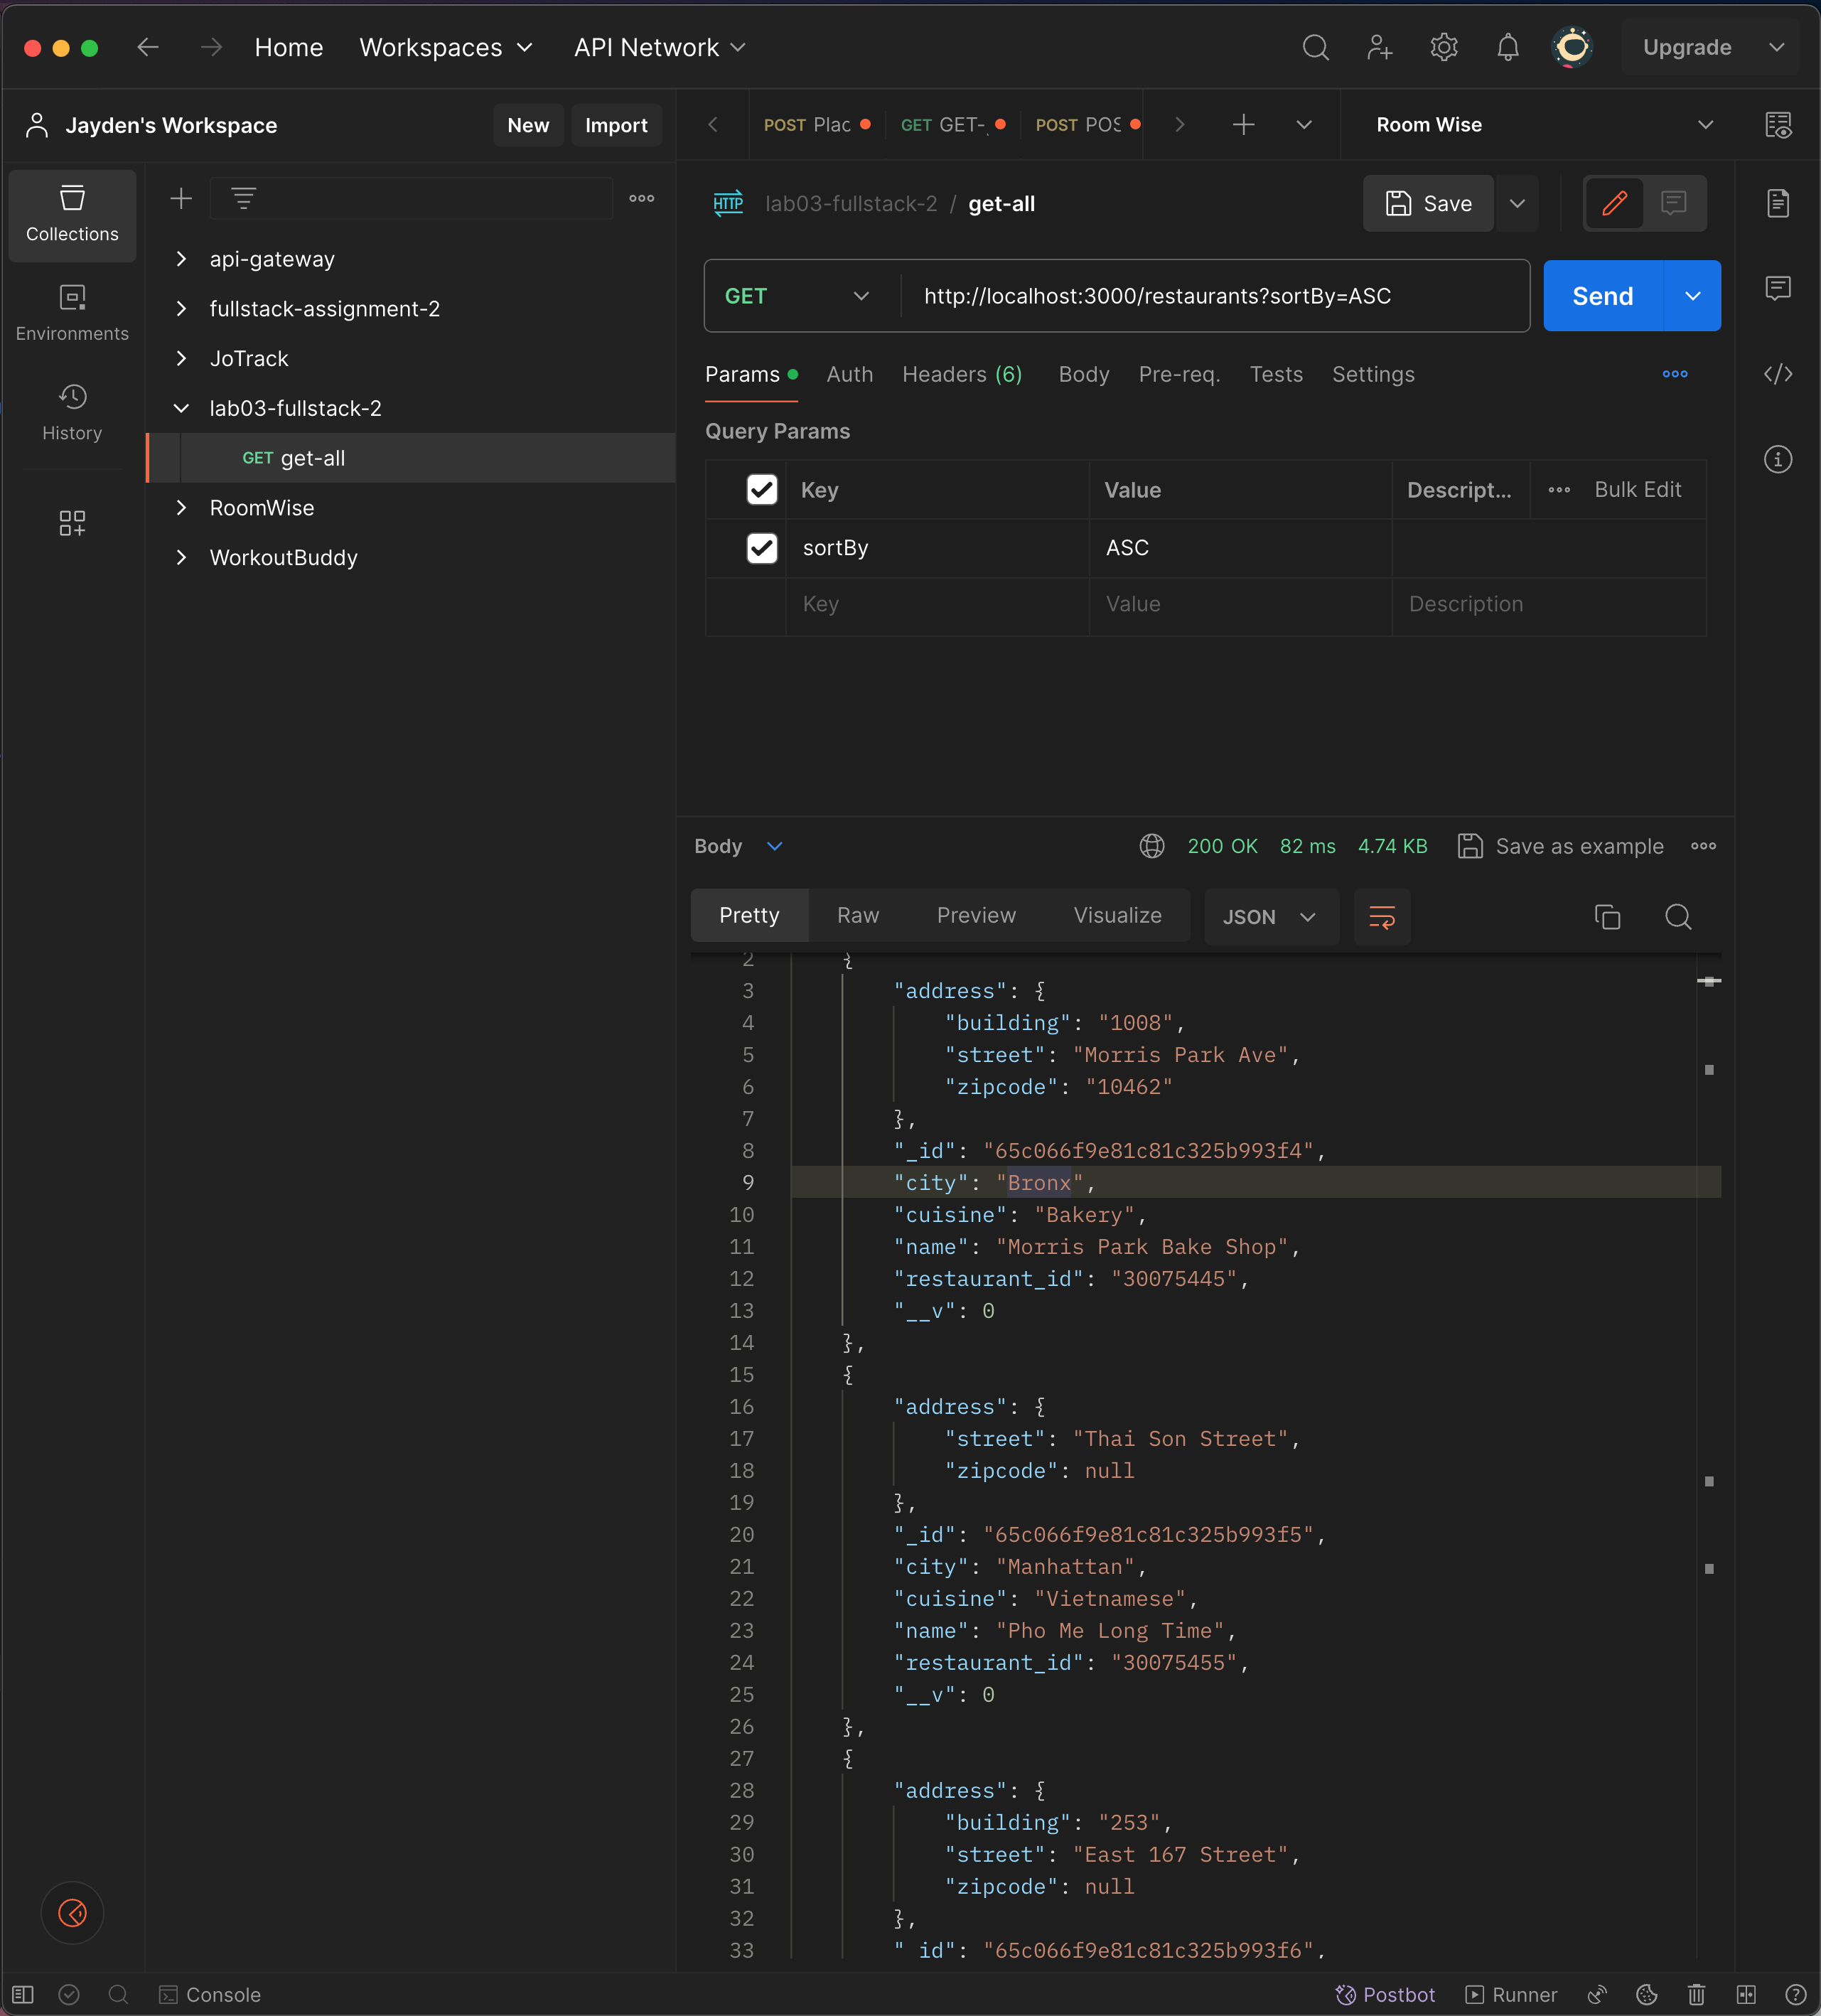 Home Workspaces API Network Upgrade
Jayden's Workspace New Import
POST Plac GET GET- POST POS Room Wise
Collections
Environments
History
api-gateway
fullstack-assignment-2
JoTrack
lab03-fullstack-2
GET get-all
RoomWise
WorkoutBuddy
HTTP lab03-fullstack-2 / get-all Save
GET http://localhost:3000/restaurants?sortBy=ASC Send
Params Auth Headers (6) Body Pre-req. Tests Settings
Query Params
Key Value Descript... Bulk Edit
sortBy ASC
Key Value Description
Body 200 OK 82 ms 4.74 KB Save as example
Pretty Raw Preview Visualize JSON
2 {
3 "address": {
4 "building": "1008",
5 "street": "Morris Park Ave",
6 "zipcode": "10462"
7 },
8 "_id": "65c066f9e81c81c325b993f4",
9 "city": "Bronx",
10 "cuisine": "Bakery",
11 "name": "Morris Park Bake Shop",
12 "restaurant_id": "30075445",
13 "__v": 0
14 },
15 {
16 "address": {
17 "street": "Thai Son Street",
18 "zipcode": null
19 },
20 "_id": "65c066f9e81c81c325b993f5",
21 "city": "Manhattan",
22 "cuisine": "Vietnamese",
23 "name": "Pho Me Long Time",
24 "restaurant_id": "30075455",
25 "__v": 0
26 },
27 {
28 "address": {
29 "building": "253",
30 "street": "East 167 Street",
31 "zipcode": null
32 },
33 "_id": "65c066f9e81c81c325b993f6",
Console Postbot Runner